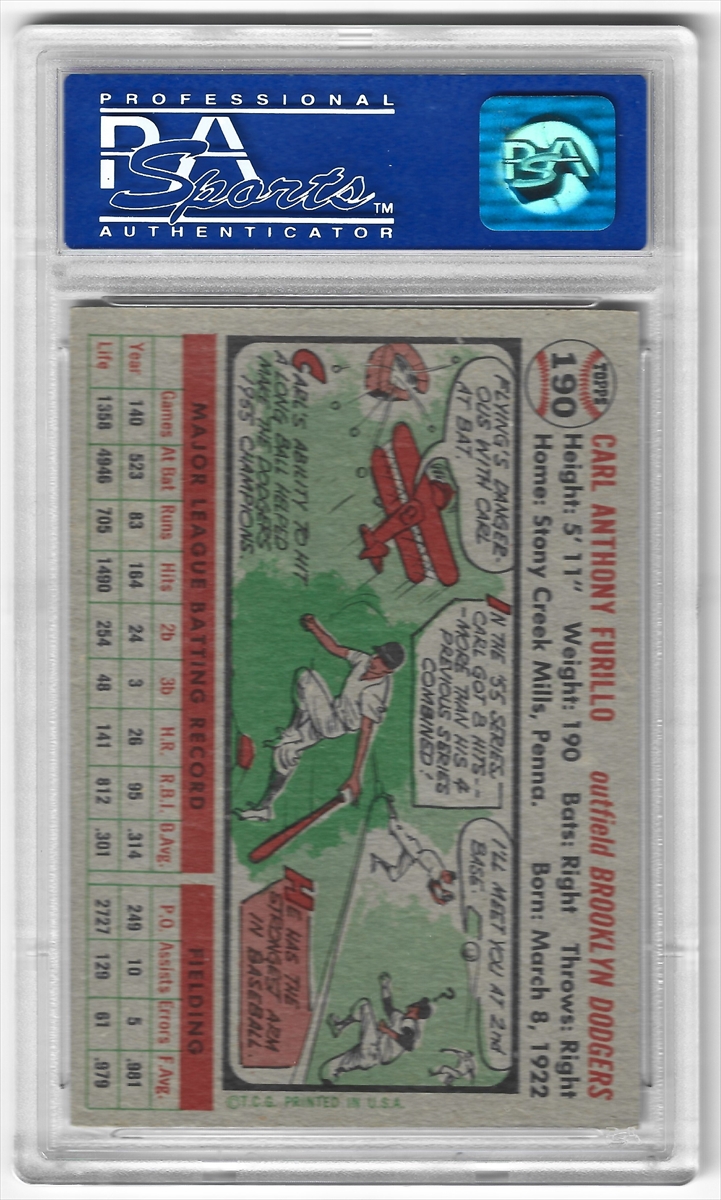 PROFESSIONAL
PSA
Sports™
AUTHENTICATOR
PSA
TOPPS
190
CARL ANTHONY FURILLO outfield BROOKLYN DODGERS
Height: 5' 11" Weight: 190 Bats: Right Throws: Right
Home: Stony Creek Mills, Penna. Born: March 8, 1922
FLYING'S DANGER-
OUS WITH CARL
AT BAT.
CARL'S ABILITY TO HIT
A LONG BALL HELPED
MAKE THE DODGERS
1955 CHAMPIONS
IN THE '55 SERIES,
CARL GOT 8 HITS--
--MORE THAN HIS 4
PREVIOUS SERIES
COMBINED!
I'LL MEET YOU AT 2ND
BASE
HE HAS THE
STRONGEST ARM
IN BASEBALL.
MAJOR LEAGUE BATTING RECORD FIELDING
Games At Bat Runs Hits 2b 3b H.R. R.B.I. B.Avg. P.O. Assists Errors F.Avg.
Year 140 523 83 164 24 3 26 95 .314 249 10 5 .981
Life 1358 4946 705 1490 254 48 141 812 .301 2727 129 61 .979
©T.C.G. PRINTED IN U.S.A.
PSA